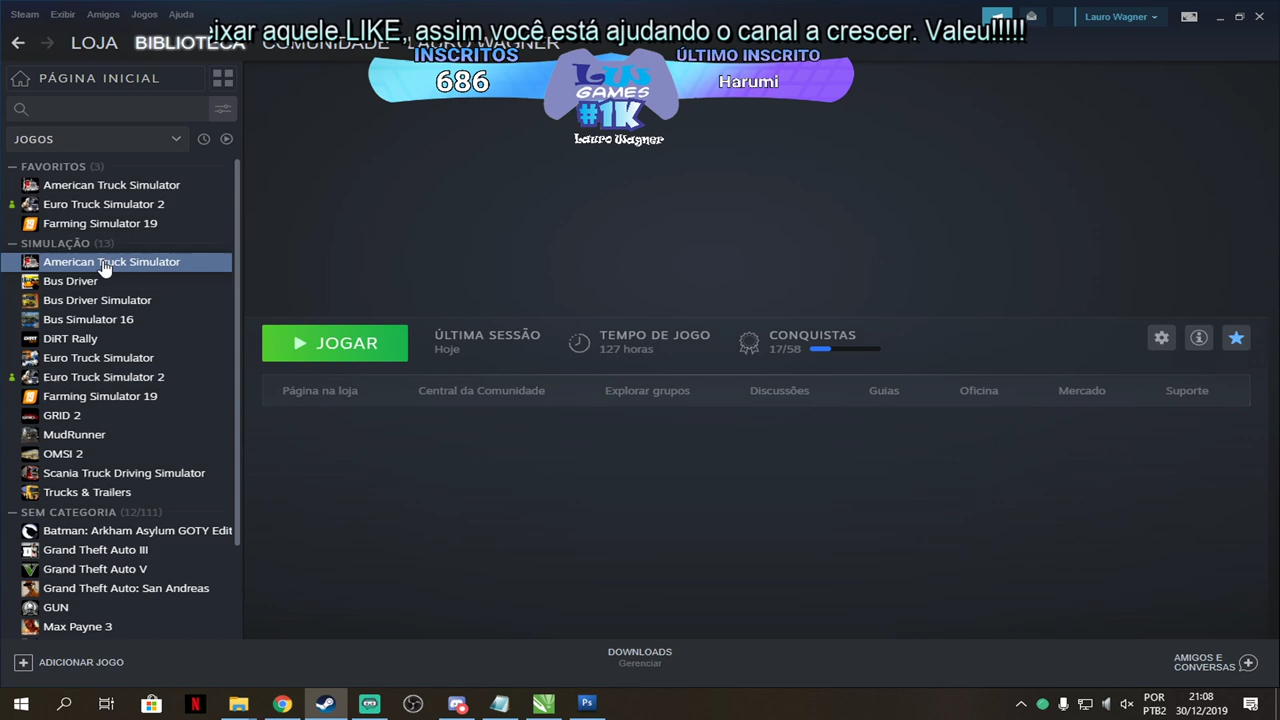 Steam Exibir Amigos Jogos Ajuda
Lauro Wagner
ixar aquele LIKE, assim você está ajudando o canal a crescer. Valeu!!!!!
LOJA BIBLIOTECA COMUNIDADE LAURO WAGNER
INSCRITOS
686
ÚLTIMO INSCRITO
Harumi
LUS
GAMES
#1K
Lauro Wagner
PÁGINA INICIAL
JOGOS
FAVORITOS (3)
American Truck Simulator
Euro Truck Simulator 2
Farming Simulator 19
SIMULAÇÃO (13)
American Truck Simulator
Bus Driver
Bus Driver Simulator
Bus Simulator 16
DiRT Rally
Euro Truck Simulator
Euro Truck Simulator 2
Farming Simulator 19
GRID 2
MudRunner
OMSI 2
Scania Truck Driving Simulator
Trucks & Trailers
SEM CATEGORIA (12/111)
Batman: Arkham Asylum GOTY Edit
Grand Theft Auto III
Grand Theft Auto V
Grand Theft Auto: San Andreas
GUN
Max Payne 3
JOGAR
ÚLTIMA SESSÃO
Hoje
TEMPO DE JOGO
127 horas
CONQUISTAS
17/58
Página na loja Central da Comunidade Explorar grupos Discussões Guias Oficina Mercado Suporte
ADICIONAR JOGO
DOWNLOADS
Gerenciar
AMIGOS E
CONVERSAS
POR
PTB2
21:08
30/12/2019